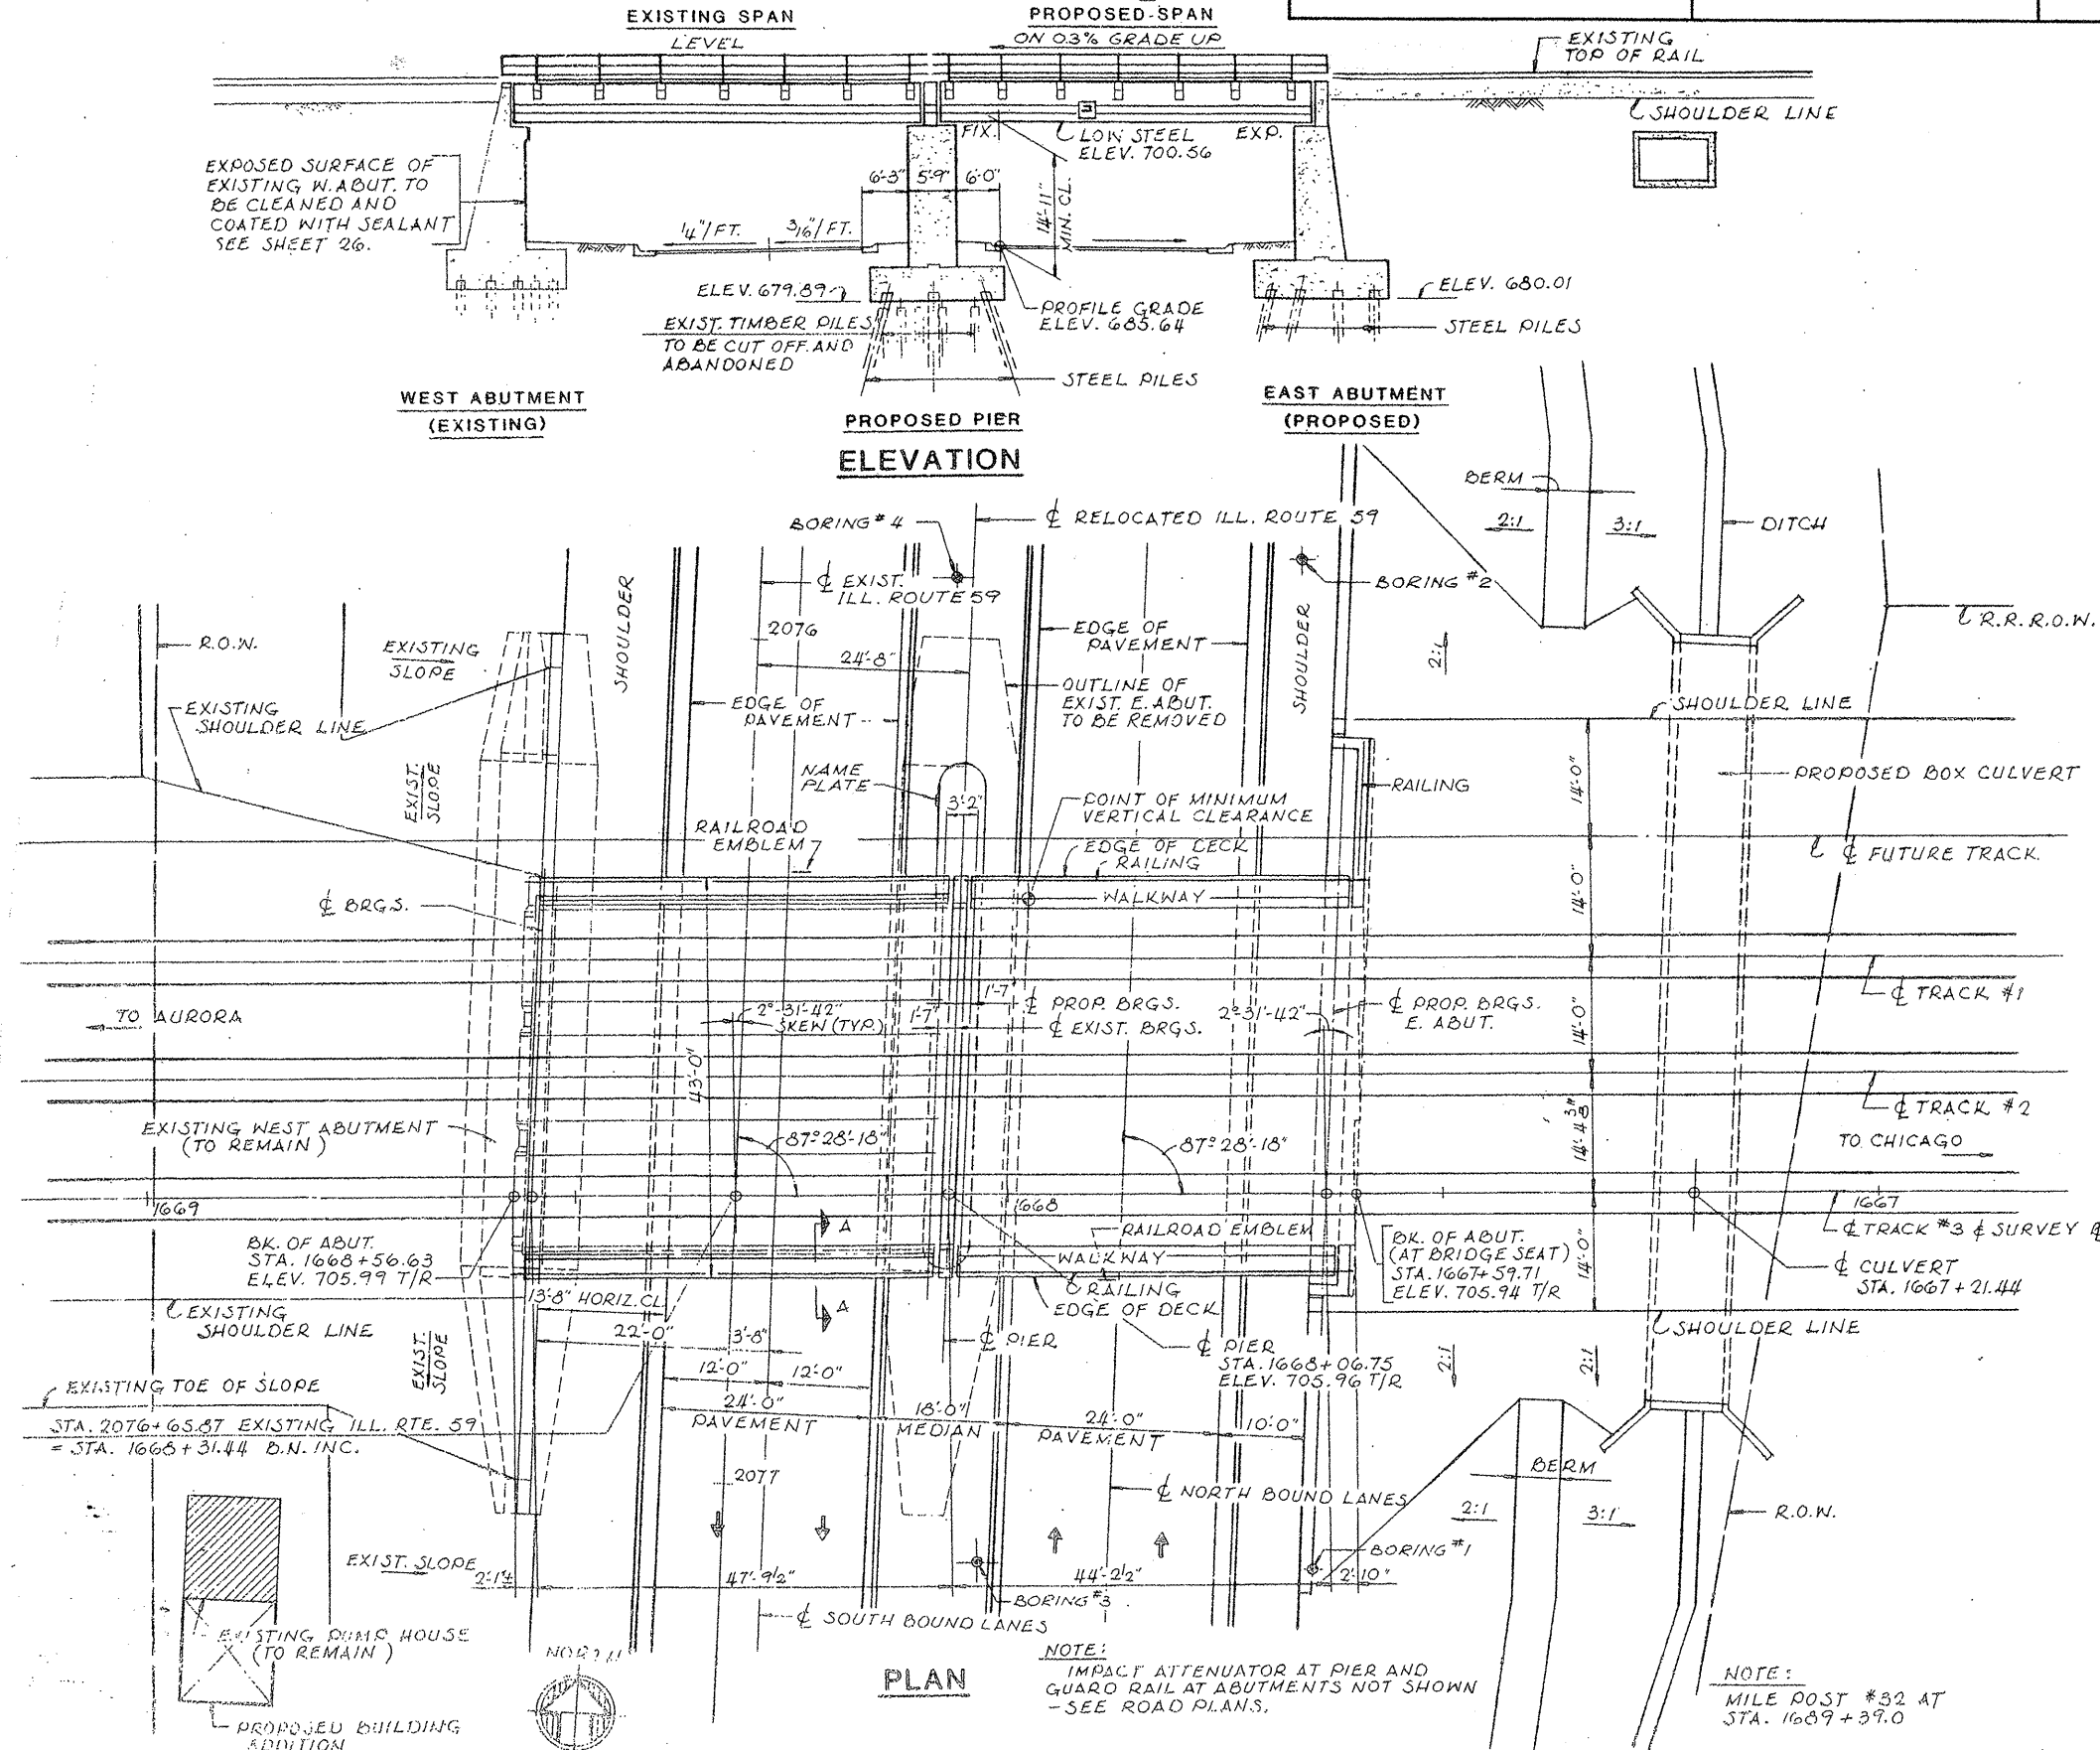 EXISTING SPAN
LEVEL
PROPOSED-SPAN
ON 0.3% GRADE UP
EXISTING
TOP OF RAIL
SHOULDER LINE
FIX.
LOW STEEL
ELEV. 700.56
EXP.
EXPOSED SURFACE OF
EXISTING W. ABUT. TO
BE CLEANED AND
COATED WITH SEALANT
SEE SHEET 26.
6'-3" 5'-9" 6'-0"
14'-11"
MIN. CL.
1/4"/FT. 3/16"/FT.
ELEV. 679.89
EXIST. TIMBER PILES
TO BE CUT OFF AND
ABANDONED
PROFILE GRADE
ELEV. 685.64
ELEV. 680.01
STEEL PILES
STEEL PILES
WEST ABUTMENT
(EXISTING)
PROPOSED PIER
EAST ABUTMENT
(PROPOSED)
ELEVATION
BERM
2:1 3:1
DITCH
BORING #4
℄ RELOCATED ILL. ROUTE 59
℄ EXIST.
ILL. ROUTE 59
BORING #2
R.R. R.O.W.
R.O.W.
EXISTING
SLOPE
SHOULDER
2076
24'-8"
EDGE OF
PAVEMENT
SHOULDER
2:1
EXISTING
SHOULDER LINE
EDGE OF
PAVEMENT
OUTLINE OF
EXIST. E. ABUT.
TO BE REMOVED
SHOULDER LINE
EXIST.
SLOPE
NAME
PLATE
3'-2"
RAILING
14'-0"
PROPOSED BOX CULVERT
RAILROAD
EMBLEM
POINT OF MINIMUM
VERTICAL CLEARANCE
EDGE OF DECK
RAILING
℄ FUTURE TRACK
℄ BRGS.
WALKWAY
14'-0"
℄ TRACK #1
TO AURORA
2°-31'-42"
SKEW (TYP.)
1'-7"
1'-7"
℄ PROP. BRGS.
℄ EXIST. BRGS.
2°-31'-42"
℄ PROP. BRGS.
E. ABUT.
14'-0"
43'-0"
℄ TRACK #2
EXISTING WEST ABUTMENT
(TO REMAIN)
87°28'-18"
87°28'-18"
TO CHICAGO
1669
1668
1667
℄ TRACK #3 & SURVEY
A
RAILROAD EMBLEM
WALKWAY
BK. OF ABUT.
STA. 1668+56.63
ELEV. 705.99 T/R
BK. OF ABUT.
(AT BRIDGE SEAT)
STA. 1667+59.71
ELEV. 705.94 T/R
14'-0"
℄ CULVERT
STA. 1667+21.44
13'-8" HORIZ. CL.
RAILING
EDGE OF DECK
A
EXISTING
SHOULDER LINE
22'-0"
3'-8"
℄ PIER
℄ PIER
STA. 1668+06.75
ELEV. 705.96 T/R
SHOULDER LINE
EXIST.
SLOPE
12'-0" 12'-0"
2:1
2:1
EXISTING TOE OF SLOPE
24'-0"
PAVEMENT
18'-0"
MEDIAN
24'-0"
PAVEMENT
10'-0"
STA. 2076+65.87 EXISTING ILL. RTE. 59
= STA. 1668+31.44 B.N. INC.
2077
BERM
℄ NORTH BOUND LANES
2:1 3:1
R.O.W.
EXIST. SLOPE
BORING #1
47'-9 1/2"
44'-2 1/2"
2'-10"
BORING #3
℄ SOUTH BOUND LANES
EXISTING PUMP HOUSE
(TO REMAIN)
NORTH
PLAN
NOTE:
IMPACT ATTENUATOR AT PIER AND
GUARD RAIL AT ABUTMENTS NOT SHOWN
-SEE ROAD PLANS.
NOTE:
MILE POST #32 AT
STA. 1689+39.0
PROPOSED BUILDING
ADDITION